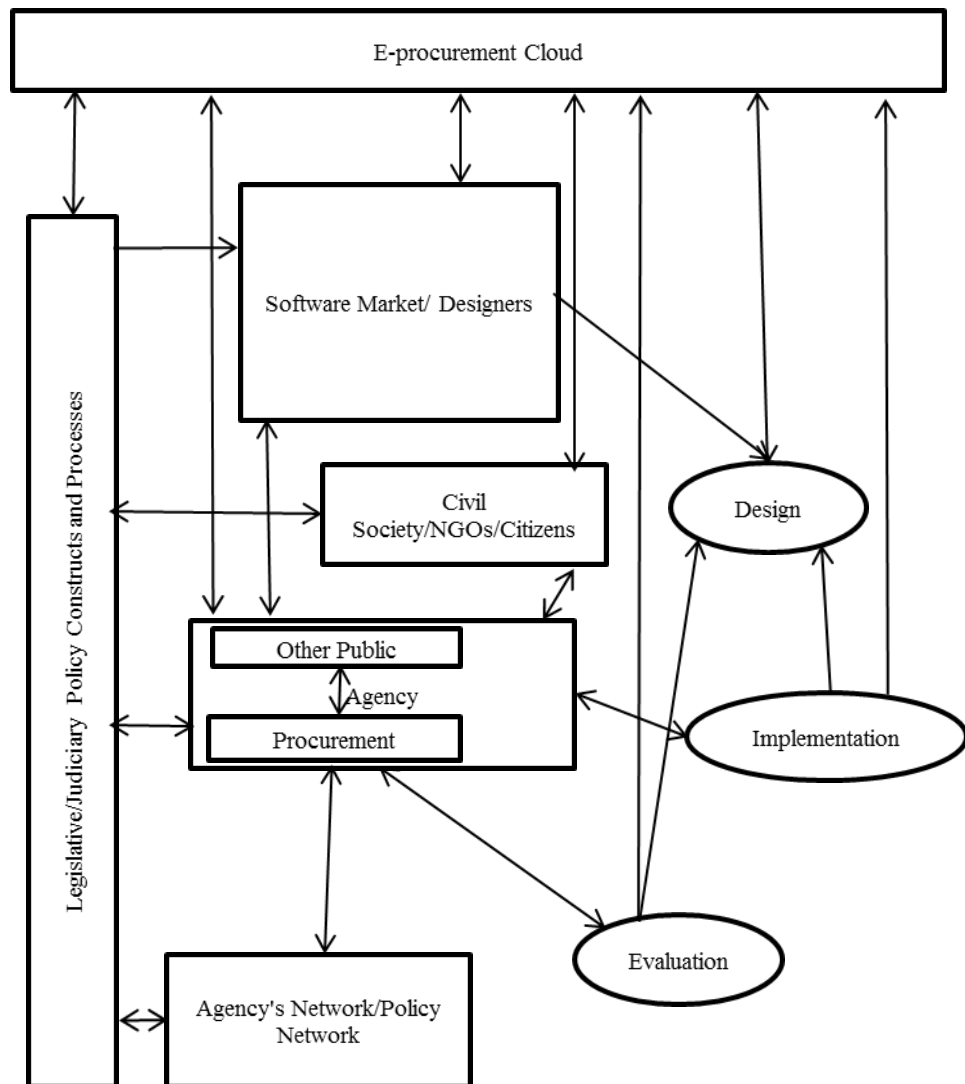 E-procurement Cloud
Legislative/Judiciary Policy Constructs and Processes
Software Market/ Designers
Civil
Society/NGOs/Citizens
Design
Other Public
Agency
Procurement
Implementation
Evaluation
Agency's Network/Policy
Network